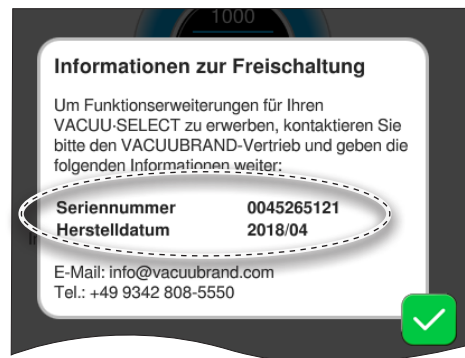 1000
Informationen zur Freischaltung
Um Funktionserweiterungen für Ihren
VACUU·SELECT zu erwerben, kontaktieren Sie
bitte den VACUUBRAND-Vertrieb und geben die
folgenden Informationen weiter:
Seriennummer 0045265121
Herstelldatum 2018/04
E-Mail: info@vacuubrand.com
Tel.: +49 9342 808-5550